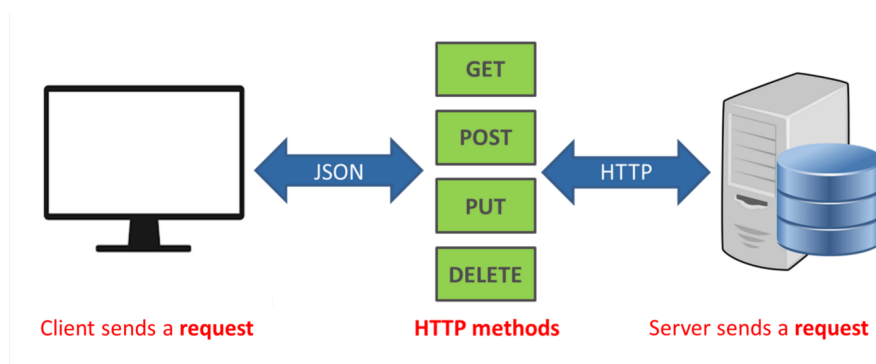 GET
POST
JSON
HTTP
PUT
DELETE
Client sends a request
HTTP methods
Server sends a request